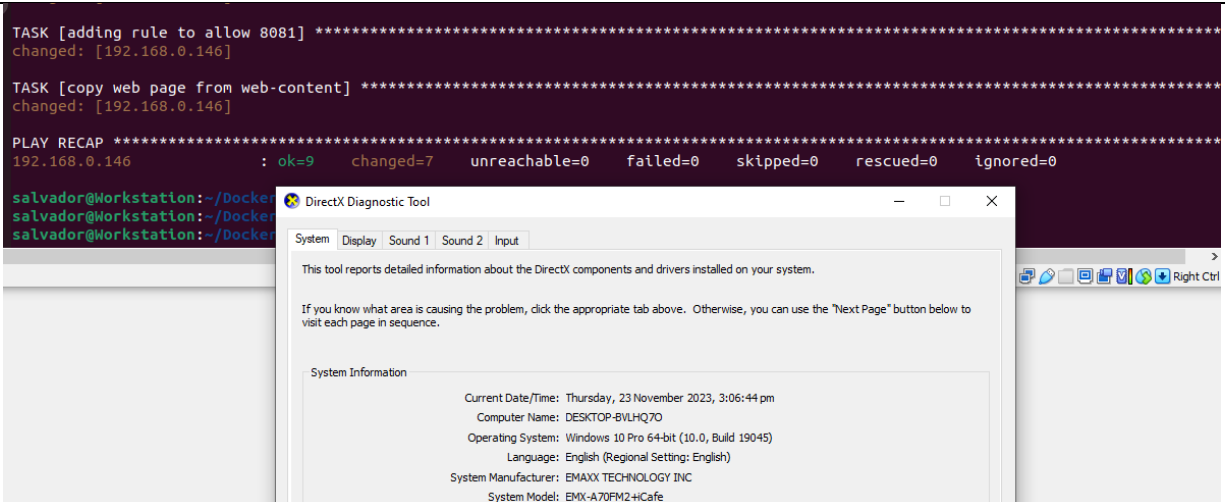 TASK [adding rule to allow 8081] ****************************************************************************************************
changed: [192.168.0.146]
TASK [copy web page from web-content] ***********************************************************************************************
changed: [192.168.0.146]
PLAY RECAP **************************************************************************************************************************
192.168.0.146 : ok=9 changed=7 unreachable=0 failed=0 skipped=0 rescued=0 ignored=0
salvador@Workstation:~/Docker
salvador@Workstation:~/Docker
salvador@Workstation:~/Docker
DirectX Diagnostic Tool
System Display Sound 1 Sound 2 Input
Right Ctrl
This tool reports detailed information about the DirectX components and drivers installed on your system.
If you know what area is causing the problem, click the appropriate tab above. Otherwise, you can use the "Next Page" button below to
visit each page in sequence.
System Information
Current Date/Time: Thursday, 23 November 2023, 3:06:44 pm
Computer Name: DESKTOP-BVLHQ7O
Operating System: Windows 10 Pro 64-bit (10.0, Build 19045)
Language: English (Regional Setting: English)
System Manufacturer: EMAXX TECHNOLOGY INC
System Model: EMX-A70FM2+iCafe